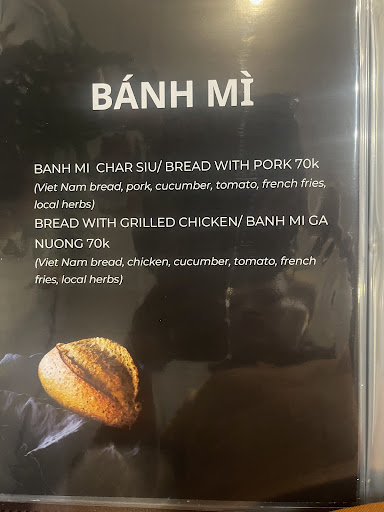 BÁNH MÌ
BANH MI CHAR SIU/ BREAD WITH PORK 70k
(Viet Nam bread, pork, cucumber, tomato, french fries,
local herbs)
BREAD WITH GRILLED CHICKEN/ BANH MI GA
NUONG 70k
(Viet Nam bread, chicken, cucumber, tomato, french
fries, local herbs)